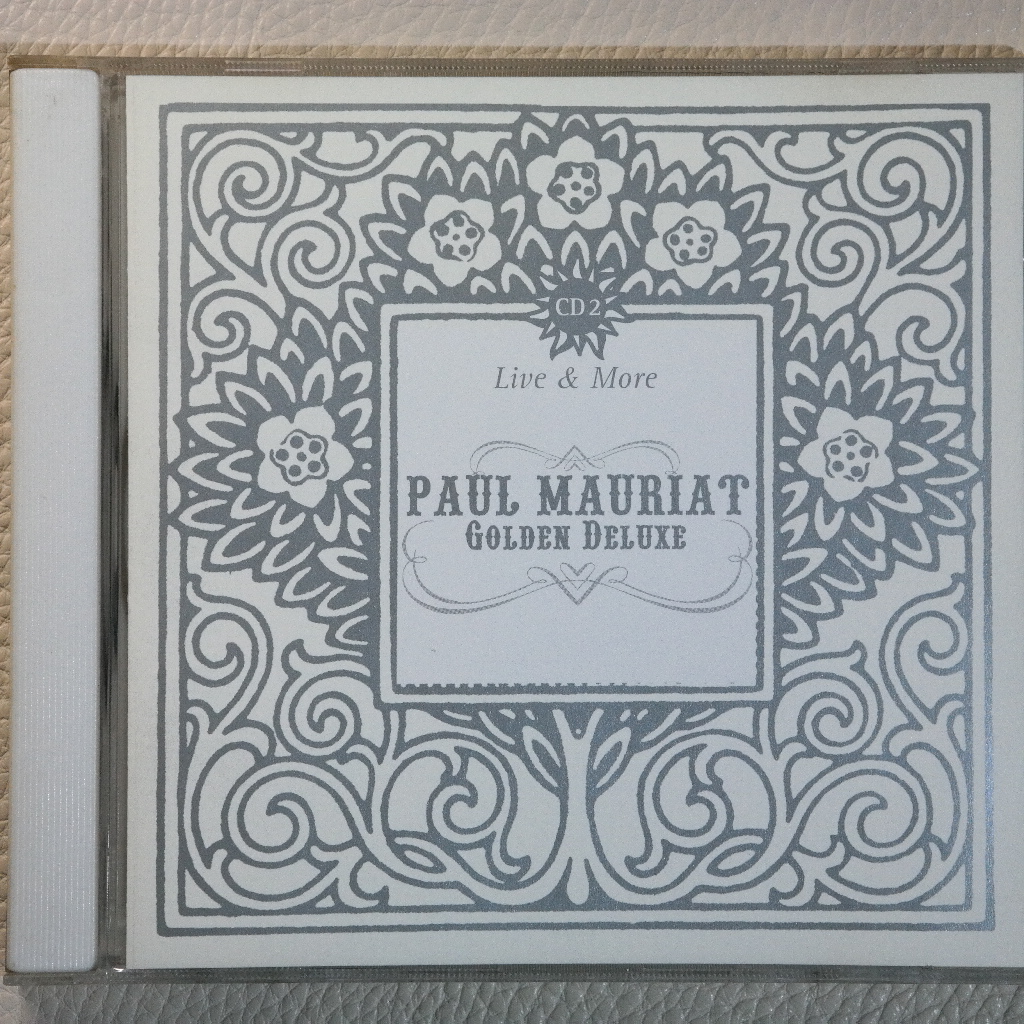 CD 2
Live & More
PAUL MAURIAT
GOLDEN DELUXE